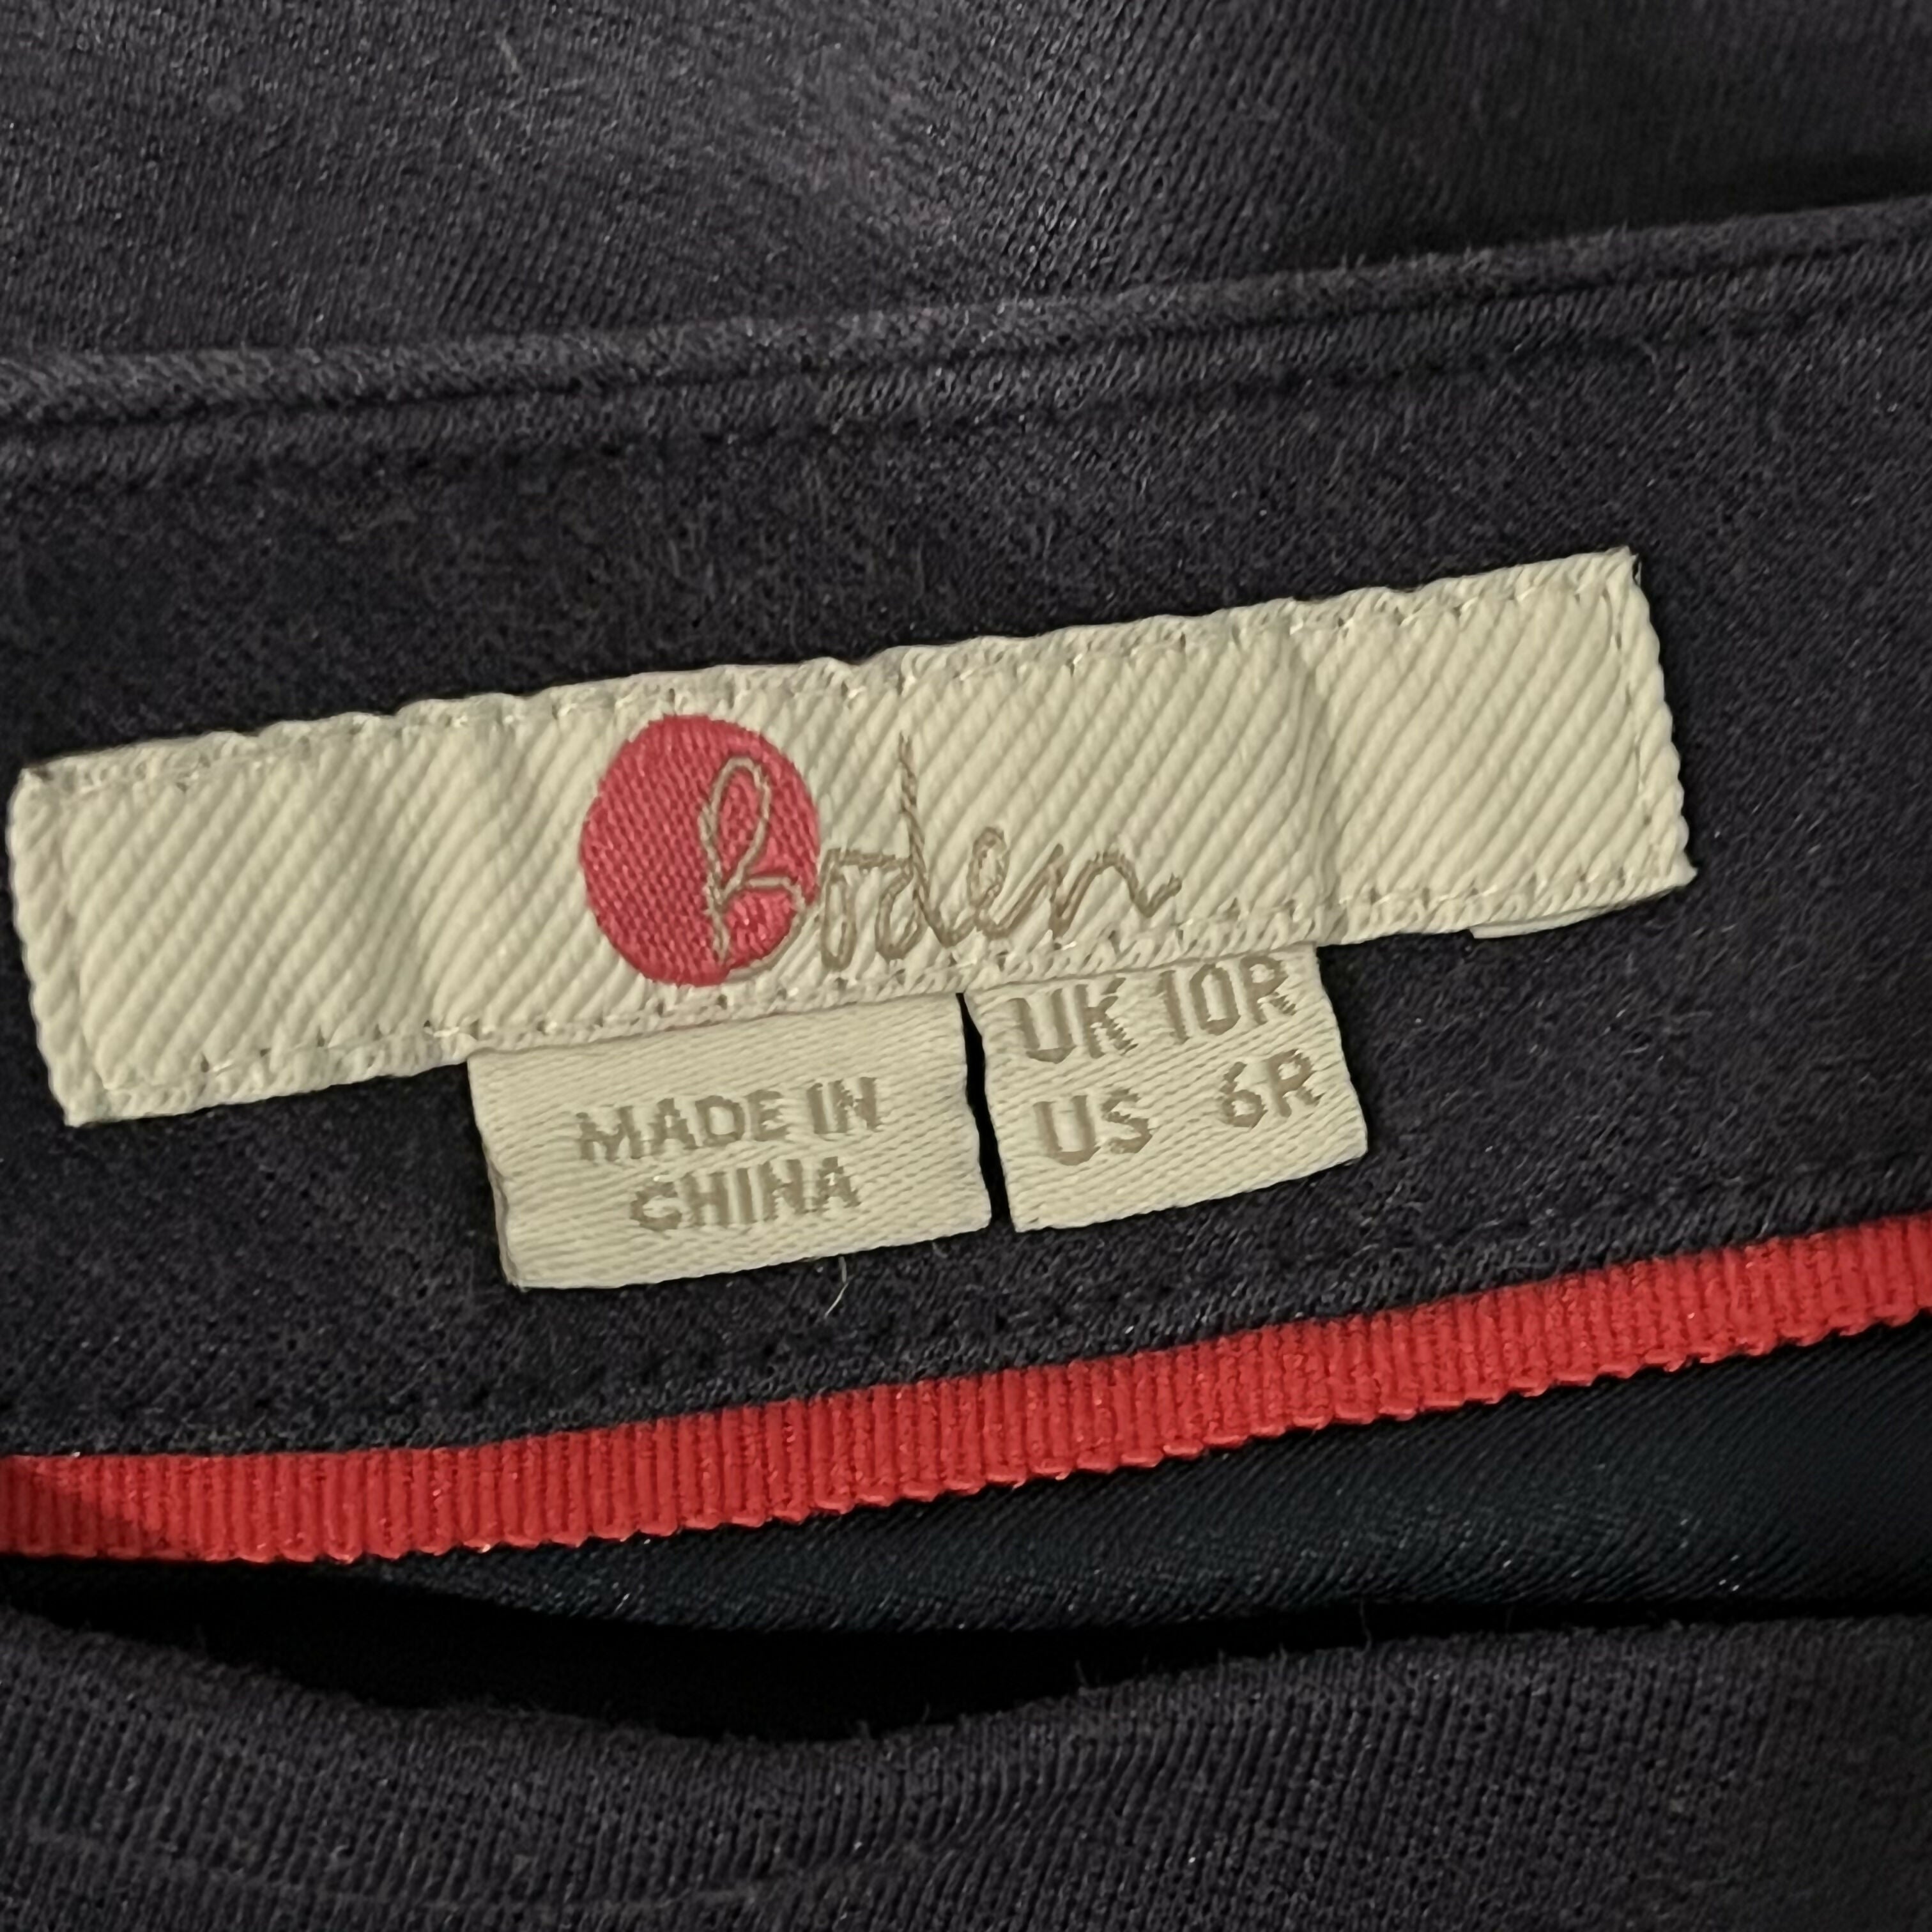 Boden
MADE IN
CHINA
UK 10R
US 6R